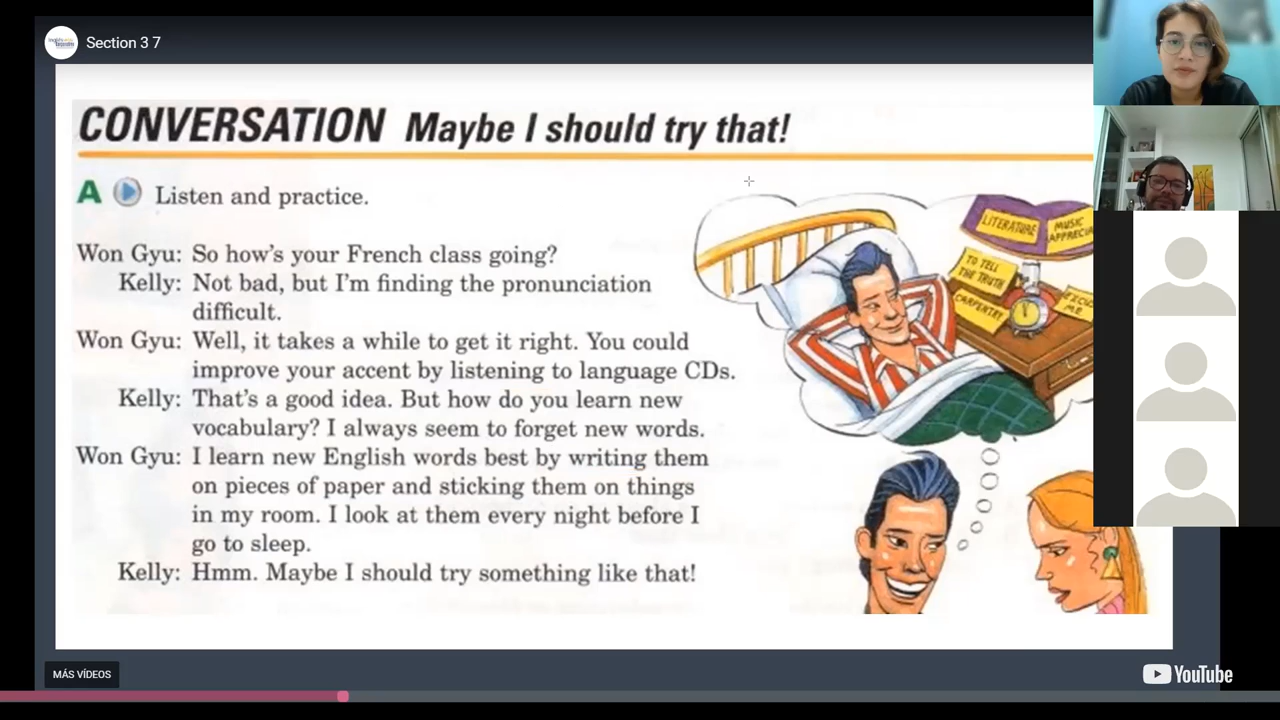 Section 3 7
CONVERSATION Maybe I should try that!
A Listen and practice.
Won Gyu: So how's your French class going?
Kelly: Not bad, but I'm finding the pronunciation
difficult.
Won Gyu: Well, it takes a while to get it right. You could
improve your accent by listening to language CDs.
Kelly: That's a good idea. But how do you learn new
vocabulary? I always seem to forget new words.
Won Gyu: I learn new English words best by writing them
on pieces of paper and sticking them on things
in my room. I look at them every night before I
go to sleep.
Kelly: Hmm. Maybe I should try something like that!
LITERATURE
MUSIC
TO TELL
THE TRUTH
CARPENTRY
ME
MÁS VÍDEOS
YouTube